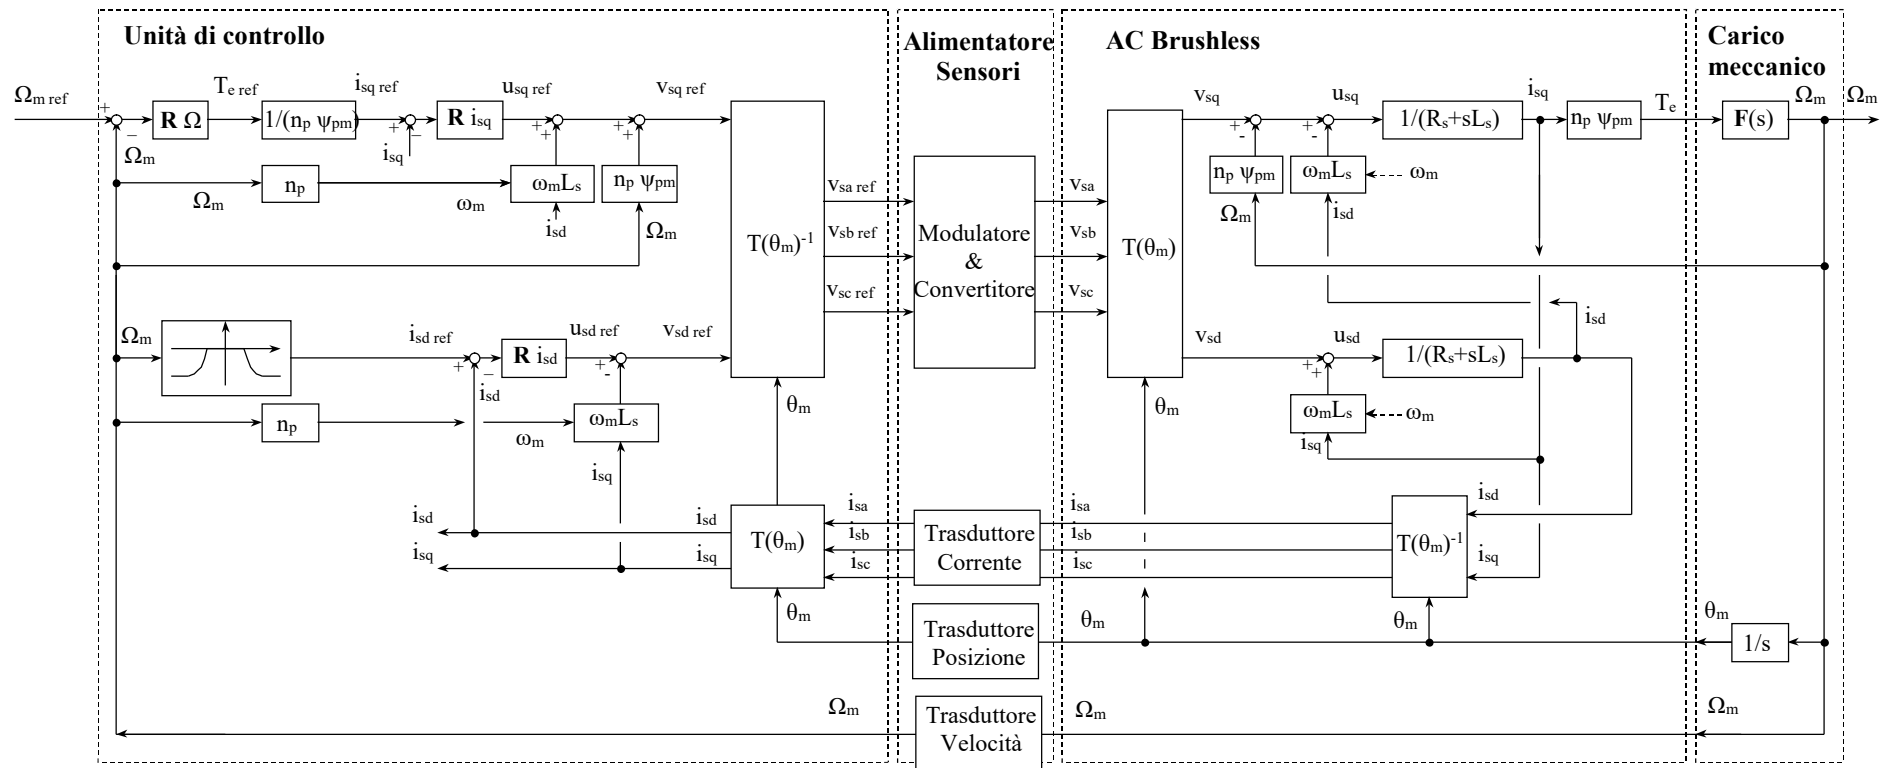 Unità di controllo
Alimentatore
Sensori
AC Brushless
Carico
meccanico
Ωm ref
+
−
Ωm
R Ω
Te ref
1/(np ψpm)
isq ref
+
−
isq
R isq
usq ref
++
++
vsq ref
Ωm
np
ωm
ωmLs
isd
np ψpm
Ωm
T(θm)-1
vsa ref
vsb ref
vsc ref
Modulatore
&
Convertitore
vsa
vsb
vsc
T(θm)
vsq
+
-
np ψpm
Ωm
usq
+
-
ωmLs
ωm
isd
1/(Rs+sLs)
isq
np ψpm
Te
F(s)
Ωm
Ωm
Ωm
isd ref
+
−
isd
R isd
usd ref
+
-
vsd ref
np
ωm
ωmLs
isq
θm
vsd
θm
usd
++
1/(Rs+sLs)
isd
ωmLs
ωm
isq
isd
isq
isd
isq
T(θm)
isa
isb
isc
Trasduttore
Corrente
isa
isb
isc
T(θm)-1
isd
isq
θm
Trasduttore
Posizione
θm
θm
θm
1/s
Ωm
Trasduttore
Velocità
Ωm
Ωm